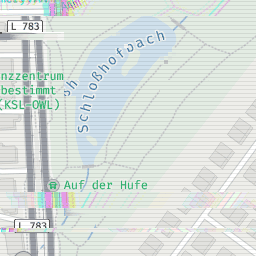 L 783
nzzentrum
bestimmt
(KSL-OWL)
Schloßhofbach
Auf der Hufe
L 783